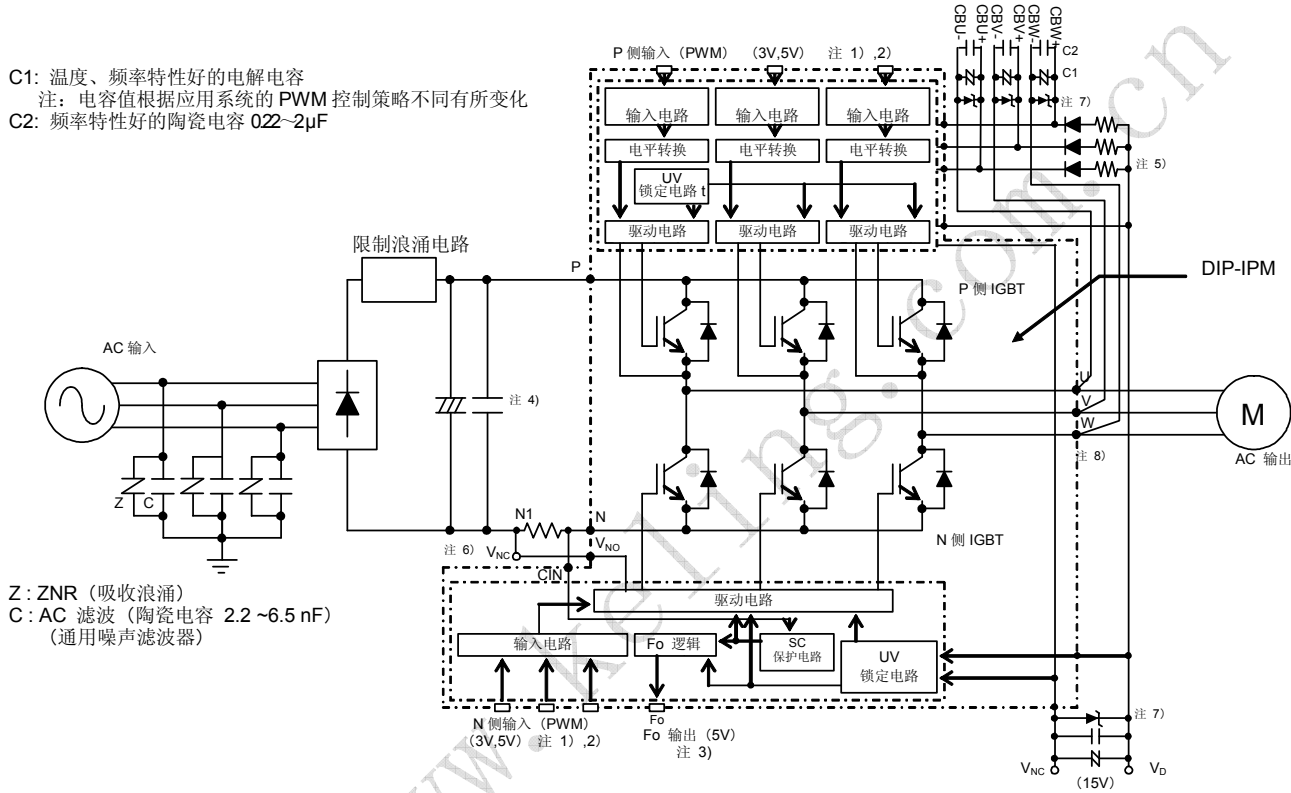 CBU-
CBU+
CBV-
CBV+
CBW-
CBW+
C2
C1
注 7)
注 5)
P 侧输入(PWM) (3V,5V) 注 1),2)
C1: 温度、频率特性好的电解电容
注:电容值根据应用系统的 PWM 控制策略不同有所变化
C2: 频率特性好的陶瓷电容 0.22~2μF
输入电路
输入电路
输入电路
电平转换
电平转换
电平转换
UV
锁定电路 t
驱动电路
驱动电路
驱动电路
限制浪涌电路
P
P 侧 IGBT
DIP-IPM
AC 输入
注 4)
U
V
W
M
注 8)
AC 输出
Z
C
N1
N
注 6)
VNC
VNO
CIN
N 侧 IGBT
Z : ZNR(吸收浪涌)
C : AC 滤波(陶瓷电容 2.2 ~6.5 nF)
(通用噪声滤波器)
驱动电路
输入电路
Fo 逻辑
SC
保护电路
UV
锁定电路
N 侧输入(PWM)
(3V,5V) 注 1) ,2)
Fo
Fo 输出(5V)
注 3)
注 7)
VNC
(15V)
VD
www.keling.com.cn